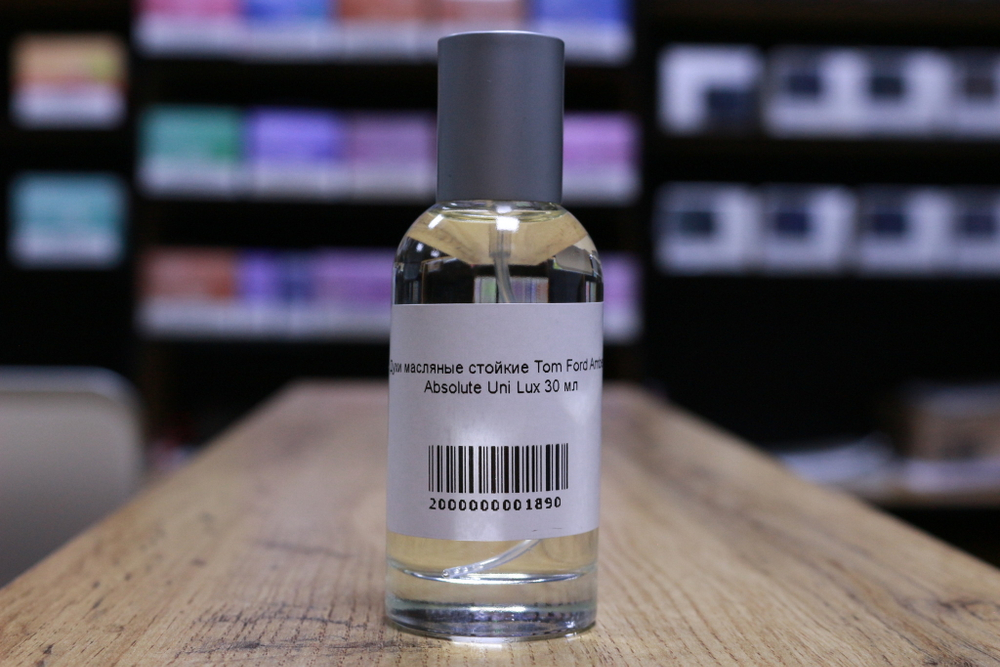 Духи масляные стойкие Tom Ford
Absolute Uni Lux 30 мл
2000000001890